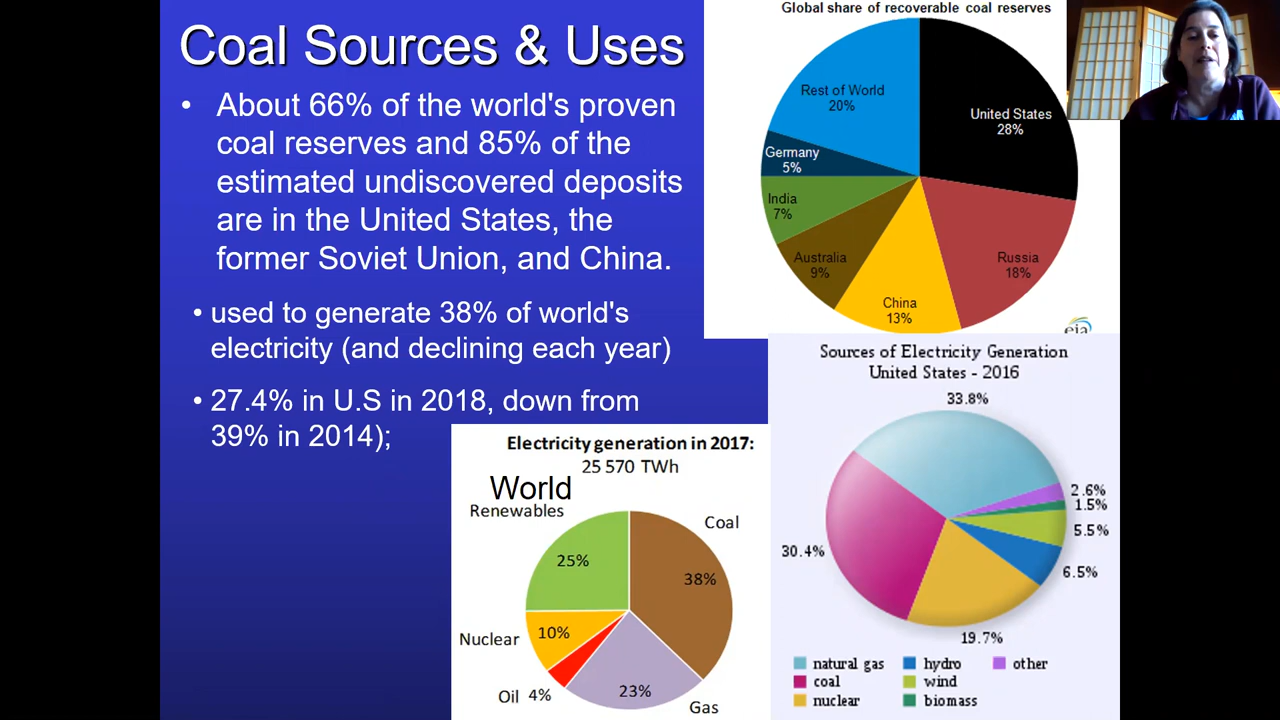 Coal Sources & Uses
• About 66% of the world's proven
coal reserves and 85% of the
estimated undiscovered deposits
are in the United States, the
former Soviet Union, and China.
• used to generate 38% of world's
electricity (and declining each year)
• 27.4% in U.S in 2018, down from
39% in 2014);
Global share of recoverable coal reserves
Rest of World
20%
United States
28%
Germany
5%
India
7%
Australia
9%
China
13%
Russia
18%
eia
Electricity generation in 2017:
25 570 TWh
World
Renewables
25%
Coal
38%
Nuclear
10%
Oil 4%
23%
Gas
Sources of Electricity Generation
United States - 2016
33.8%
2.6%
1.5%
5.5%
30.4%
6.5%
19.7%
natural gas
hydro
other
coal
wind
nuclear
biomass